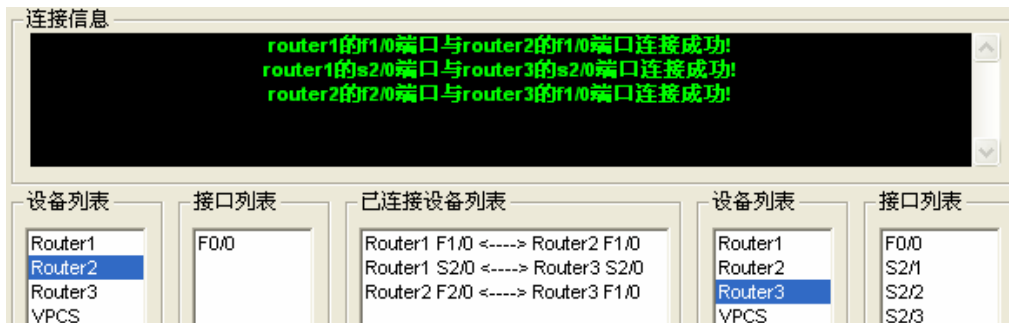 连接信息
router1的f1/0端口与router2的f1/0端口连接成功!
router1的s2/0端口与router3的s2/0端口连接成功!
router2的f2/0端口与router3的f1/0端口连接成功!
设备列表
Router1
Router2
Router3
VPCS
接口列表
F0/0
已连接设备列表
Router1 F1/0 <----> Router2 F1/0
Router1 S2/0 <----> Router3 S2/0
Router2 F2/0 <----> Router3 F1/0
设备列表
Router1
Router2
Router3
VPCS
接口列表
F0/0
S2/1
S2/2
S2/3